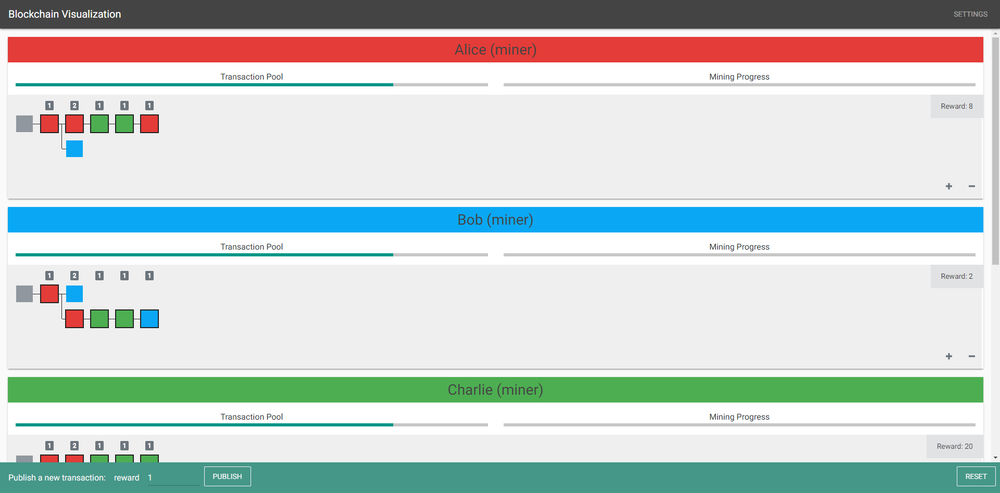 Blockchain Visualization
SETTINGS
Alice (miner)
Transaction Pool
Mining Progress
1 2 1 1 1
Reward: 8
Bob (miner)
Transaction Pool
Mining Progress
1 2 1 1 1
Reward: 2
Charlie (miner)
Transaction Pool
Mining Progress
1 2 1 1 1
Reward: 20
Publish a new transaction: reward 1 PUBLISH
RESET